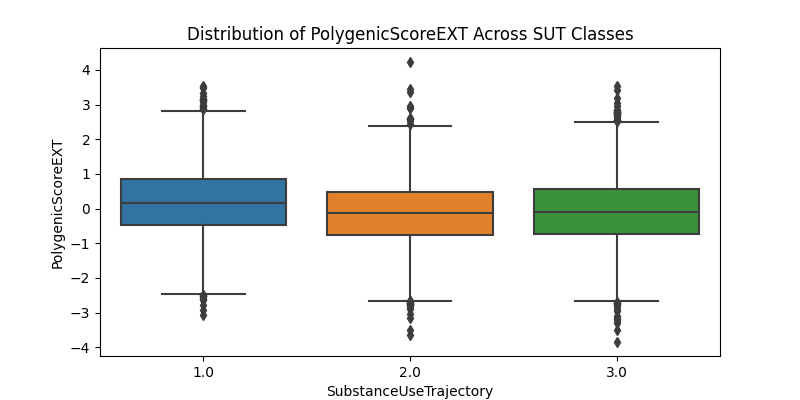 Distribution of PolygenicScoreEXT Across SUT Classes
PolygenicScoreEXT
4
3
2
1
0
−1
−2
−3
−4
1.0 2.0 3.0
SubstanceUseTrajectory